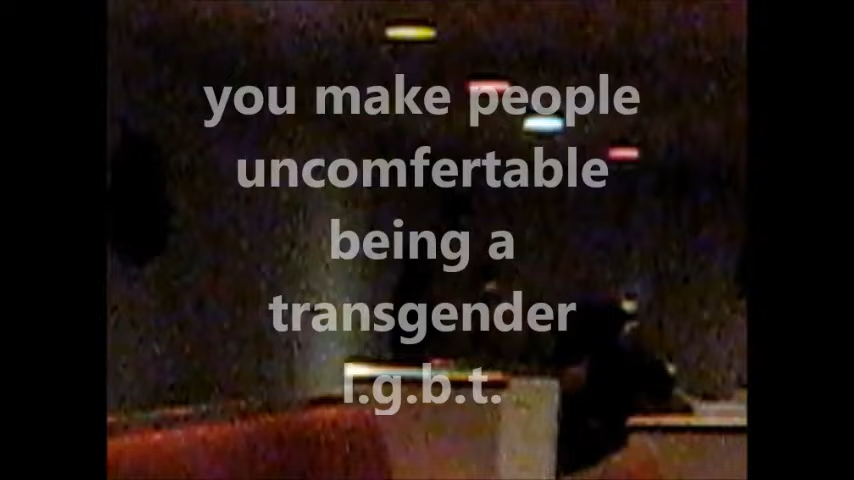 you make people
uncomfertable
being a
transgender
l.g.b.t.